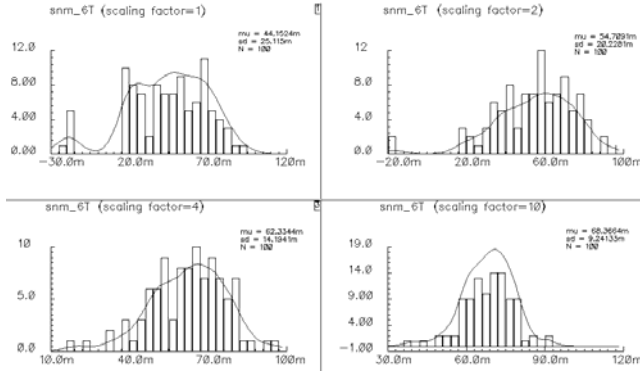 snm_6T (scaling factor=1)
mu = 44.1524m
sd = 25.115m
N = 100
12.0
8.00
4.00
0.00
-30.0m 20.0m 70.0m 120m
snm_6T (scaling factor=2)
mu = 54.7091m
sd = 20.2281m
N = 100
12
8.0
4.0
0.0
-20.0m 20.0m 60.0m 100m
snm_6T (scaling factor=4)
mu = 62.3344m
sd = 14.1941m
N = 100
10
5.0
0.0
10.0m 40.0m 70.0m 100m
snm_6T (scaling factor=10)
mu = 68.3664m
sd = 9.24135m
N = 100
19.0
14.00
9.00
4.00
-1.00
30.0m 60.0m 90.0m 120m